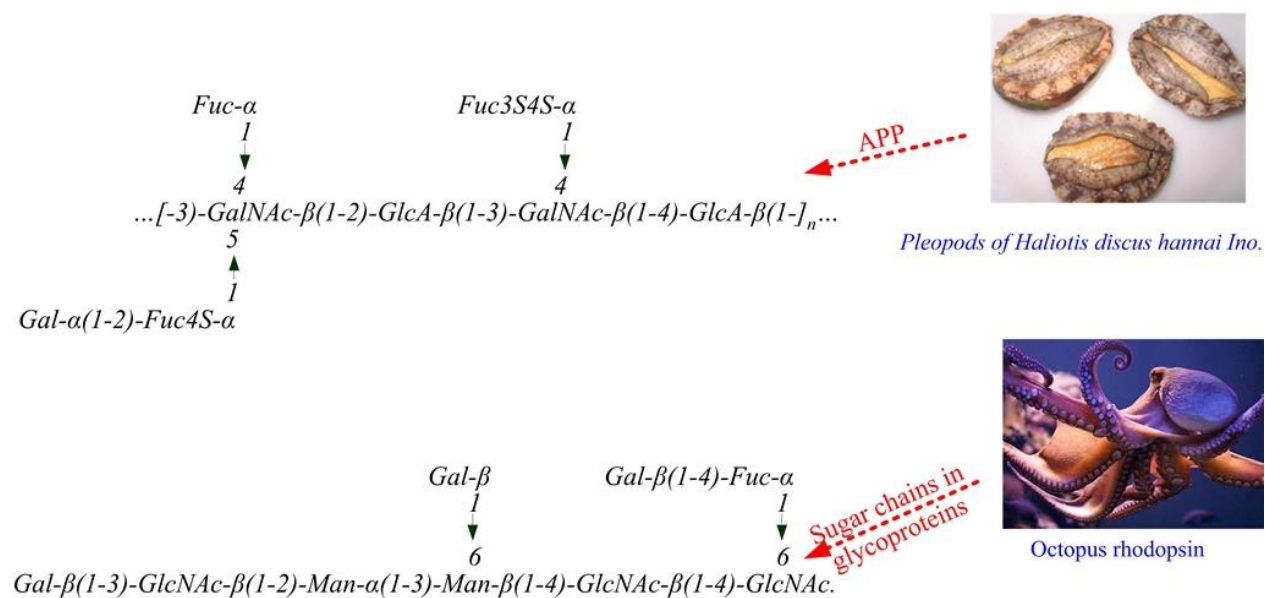 Fuc-α
1
4
Fuc3S4S-α
1
4
...[-3)-GalNAc-β(1-2)-GlcA-β(1-3)-GalNAc-β(1-4)-GlcA-β(1-]n...
5
1
Gal-α(1-2)-Fuc4S-α
APP
Pleopods of Haliotis discus hannai Ino.
Gal-β
1
6
Gal-β(1-4)-Fuc-α
1
6
Gal-β(1-3)-GlcNAc-β(1-2)-Man-α(1-3)-Man-β(1-4)-GlcNAc-β(1-4)-GlcNAc.
Sugar chains in
glycoproteins
Octopus rhodopsin